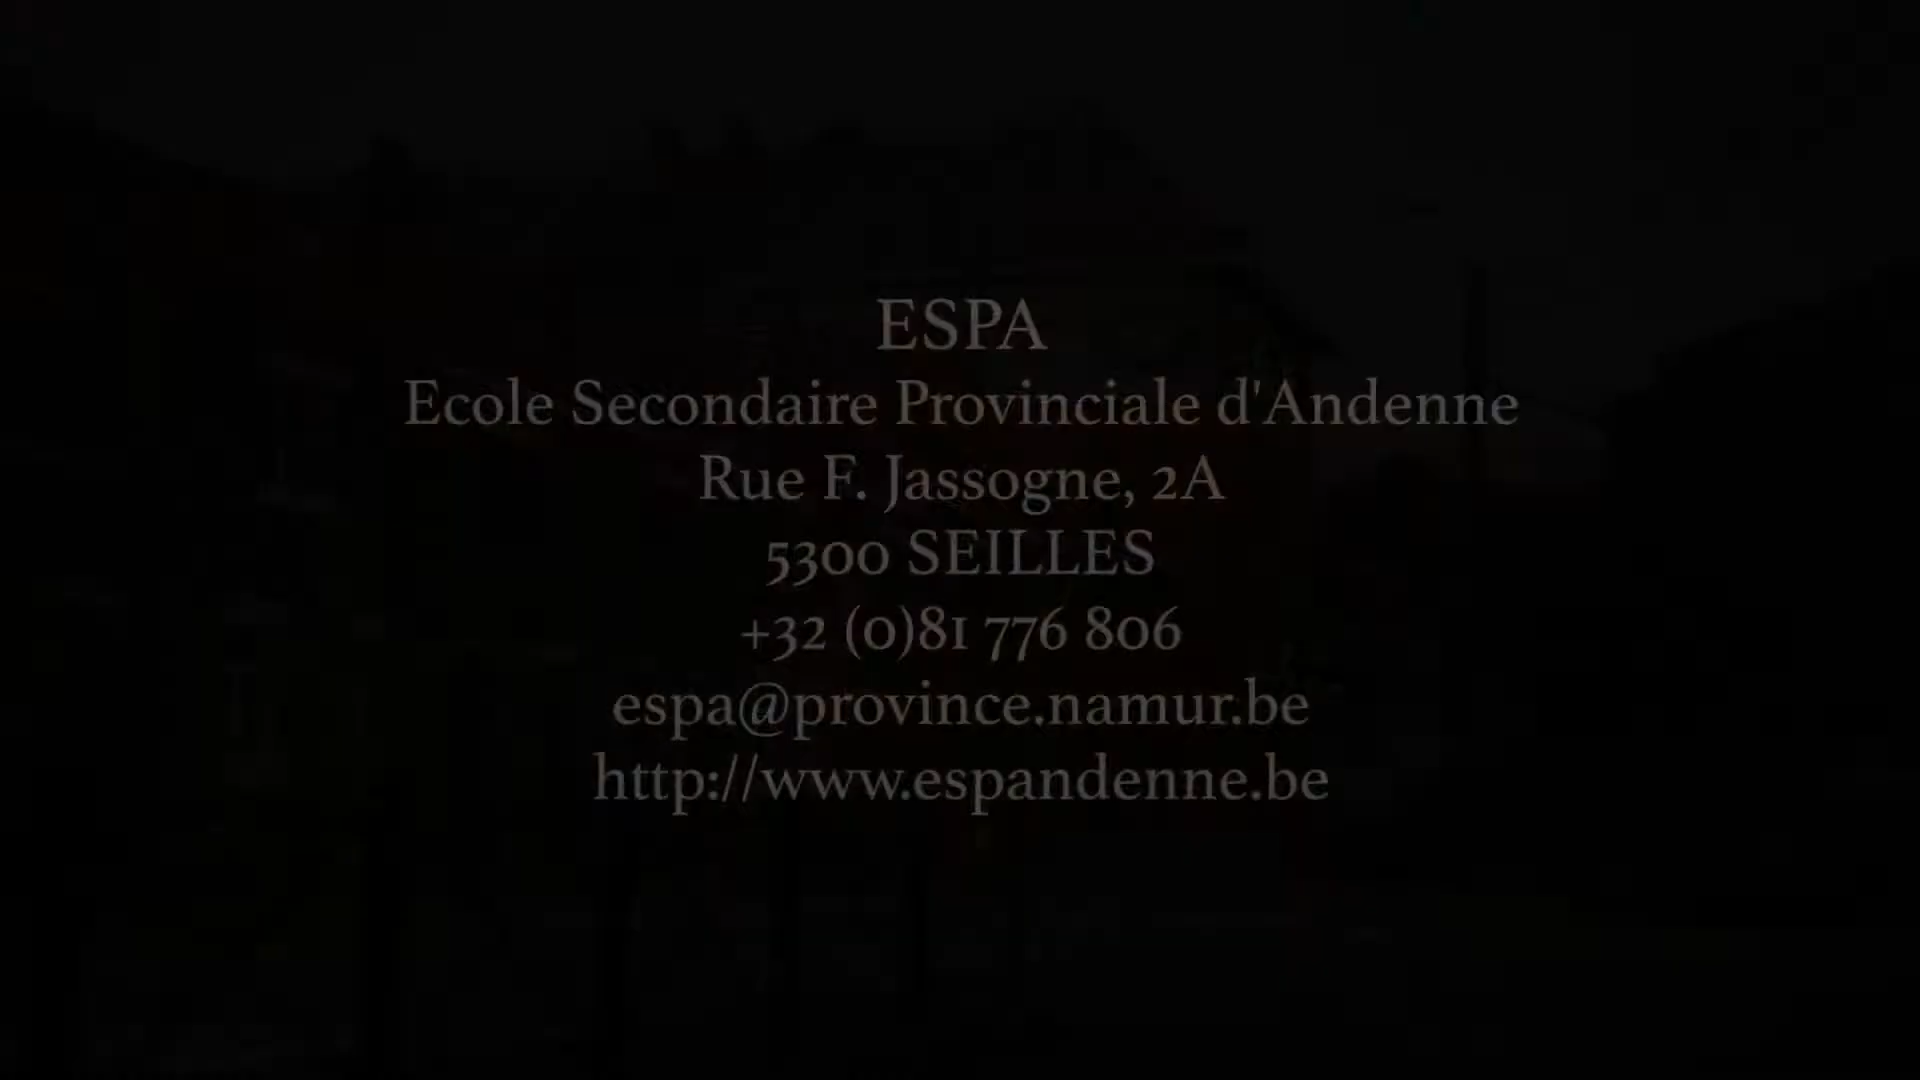 ESPA
Ecole Secondaire Provinciale d'Andenne
Rue F. Jassogne, 2A
5300 SEILLES
+32 (0)81 776 806
espa@province.namur.be
http://www.espandenne.be